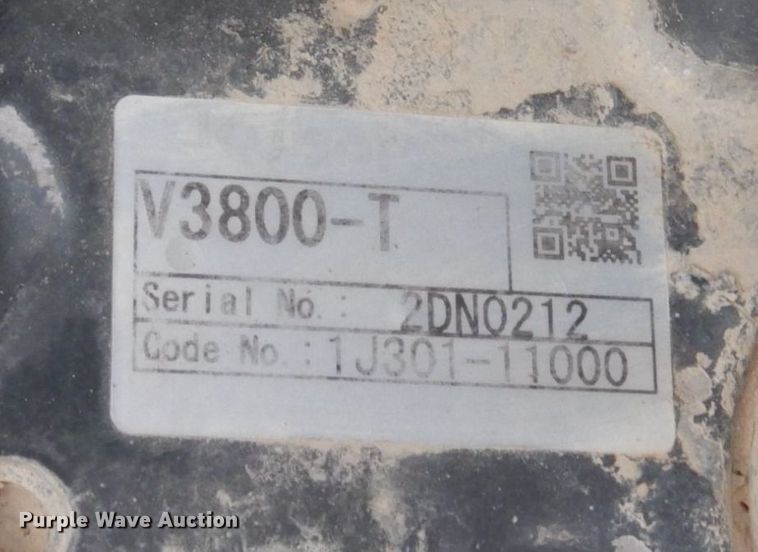 V3800-T
Serial No.: 2DN0212
Code No.: 1J301-11000
Purple Wave Auction